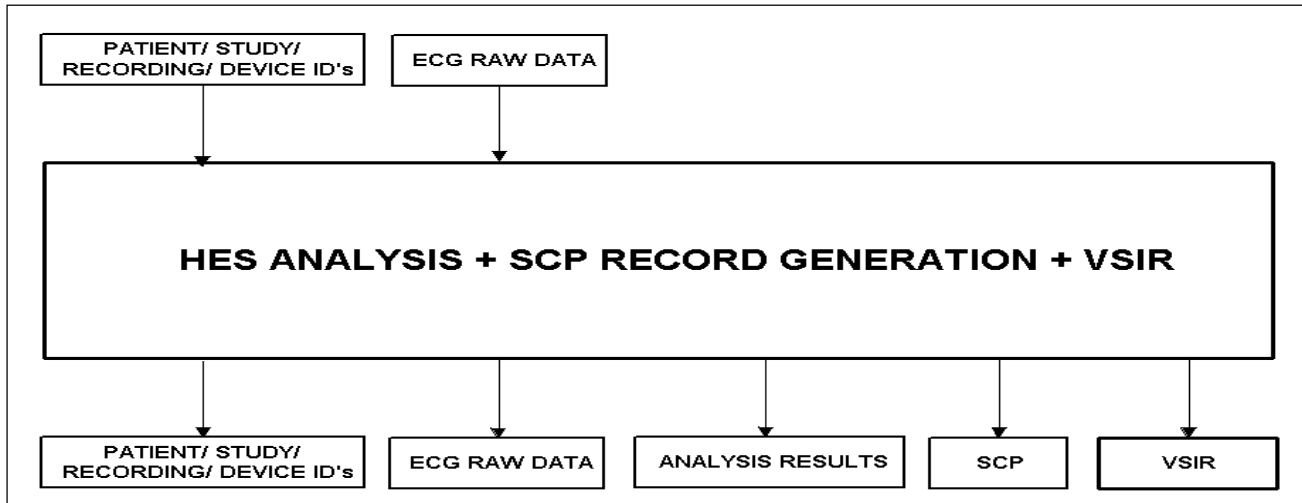 PATIENT/ STUDY/
RECORDING/ DEVICE ID's
ECG RAW DATA
HES ANALYSIS + SCP RECORD GENERATION + VSIR
PATIENT/ STUDY/
RECORDING/ DEVICE ID's
ECG RAW DATA
ANALYSIS RESULTS
SCP
VSIR